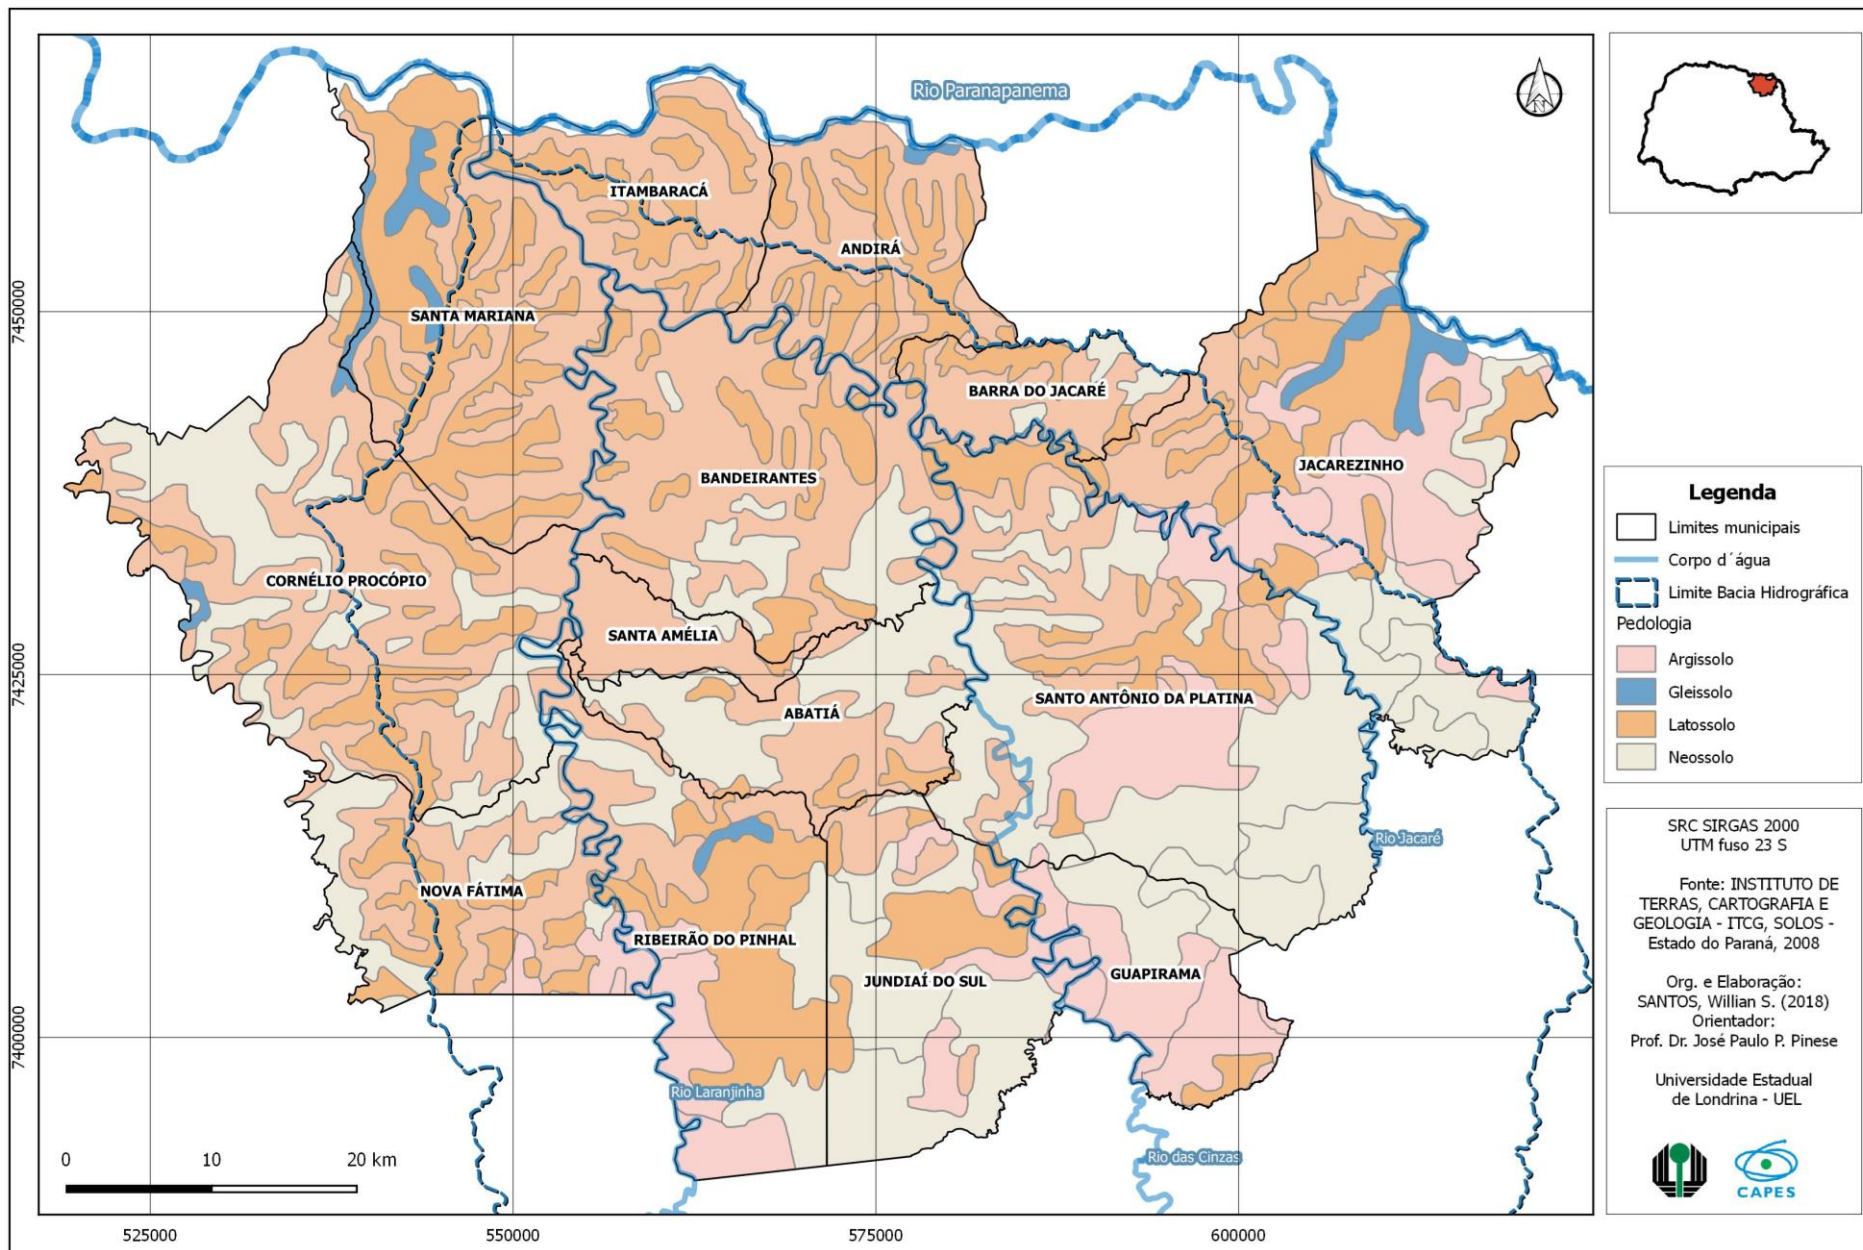 Rio Paranapanema
N
ITAMBARACÁ
ANDIRÁ
SANTA MARIANA
BARRA DO JACARÉ
JACAREZINHO
BANDEIRANTES
CORNÉLIO PROCÓPIO
SANTA AMÉLIA
SANTO ANTÔNIO DA PLATINA
ABATIÁ
Rio Jacaré
NOVA FÁTIMA
RIBEIRÃO DO PINHAL
JUNDIAÍ DO SUL
GUAPIRAMA
Rio Laranjinha
Rio das Cinzas
0 10 20 km
7450000
7425000
7400000
525000 550000 575000 600000
Legenda
Limites municipais
Corpo d´água
Limite Bacia Hidrográfica
Pedologia
Argissolo
Gleissolo
Latossolo
Neossolo
SRC SIRGAS 2000
UTM fuso 23 S
Fonte: INSTITUTO DE
TERRAS, CARTOGRAFIA E
GEOLOGIA - ITCG, SOLOS -
Estado do Paraná, 2008
Org. e Elaboração:
SANTOS, Willian S. (2018)
Orientador:
Prof. Dr. José Paulo P. Pinese
Universidade Estadual
de Londrina - UEL
CAPES